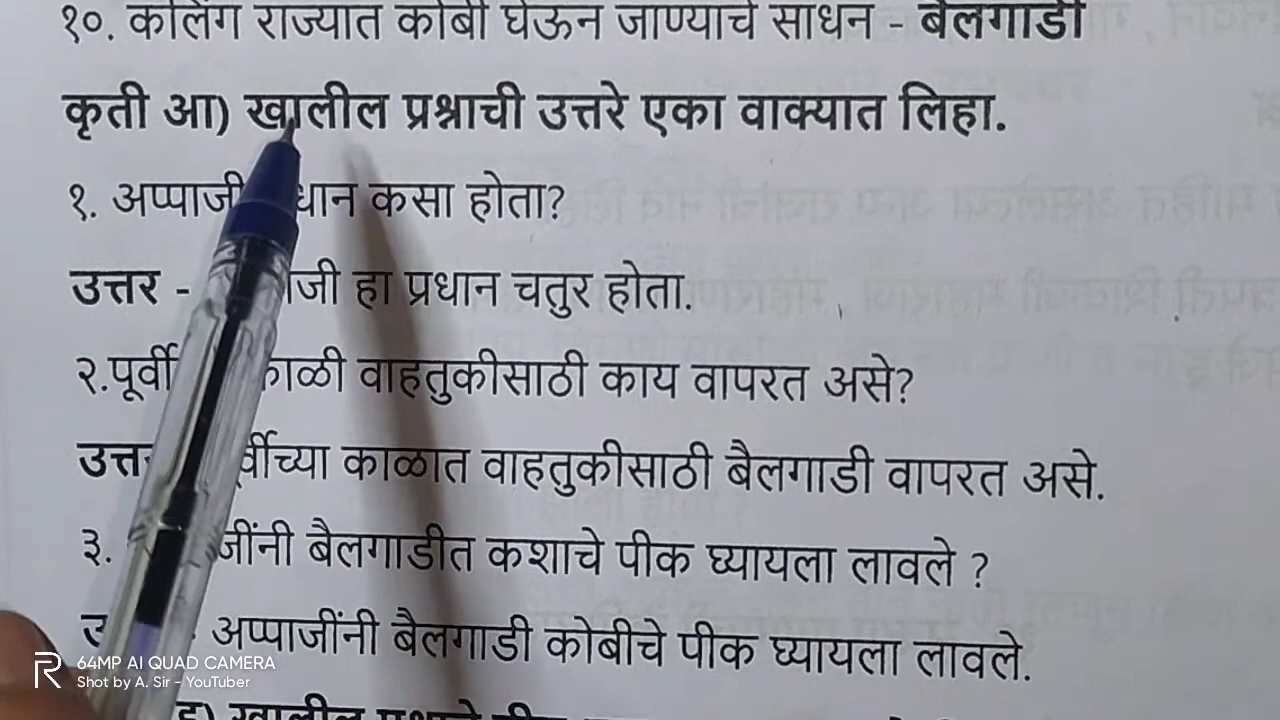 १०. कलिंग राज्यात कोबी घेऊन जाण्याचे साधन - बैलगाडी
कृती आ) खालील प्रश्नाची उत्तरे एका वाक्यात लिहा.
१. अप्पाजी कसा होता?
उत्तर - हा प्रधान चतुर होता.
२.पूर्वी वाहतुकीसाठी काय वापरत असे?
काळात वाहतुकीसाठी बैलगाडी वापरत असे.
३. बैलगाडीत कशाचे पीक घ्यायला लावले ?
अप्पाजींनी बैलगाडी कोबीचे पीक घ्यायला लावले.
64MP AI QUAD CAMERA
Shot by A. Sir - YouTuber